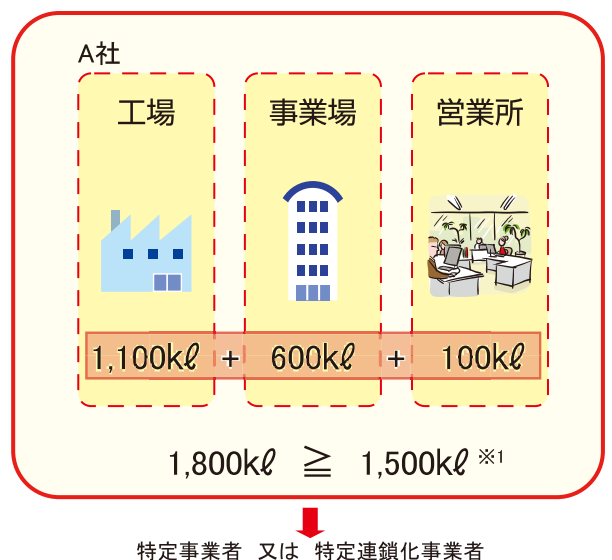 A社
工場 事業場 営業所
1,100kℓ + 600kℓ + 100kℓ
1,800kℓ ≧ 1,500kℓ ※1
特定事業者 又は 特定連鎖化事業者